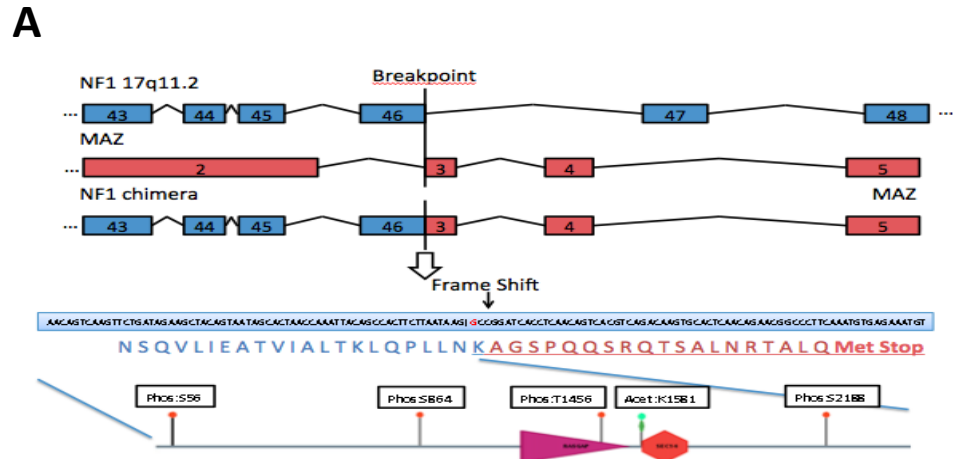 A
NF1 17q11.2
Breakpoint
... 43 44 45 46 47 48 ...
MAZ
... 2 3 4 5
NF1 chimera MAZ
... 43 44 45 46 3 4 5
Frame Shift
AACAGTCAAGTTCTGATAGAAGCTACAGTAATAGCACTAACCAAATTACAGCCACTTCTTAATAAG|GCCGGATCACCTCAACAGTCACGTCAGACAAGTGCACTCAACAGAACGGCCCTTCAAATGTGAGAAATGT
NSQVLIEATVIALTKLQPLLNKAGSPQQSRQTSALNRTALQ Met Stop
Phos:S56 Phos:S864 Phos:T1456 Acet:K1581 Phos:S2188